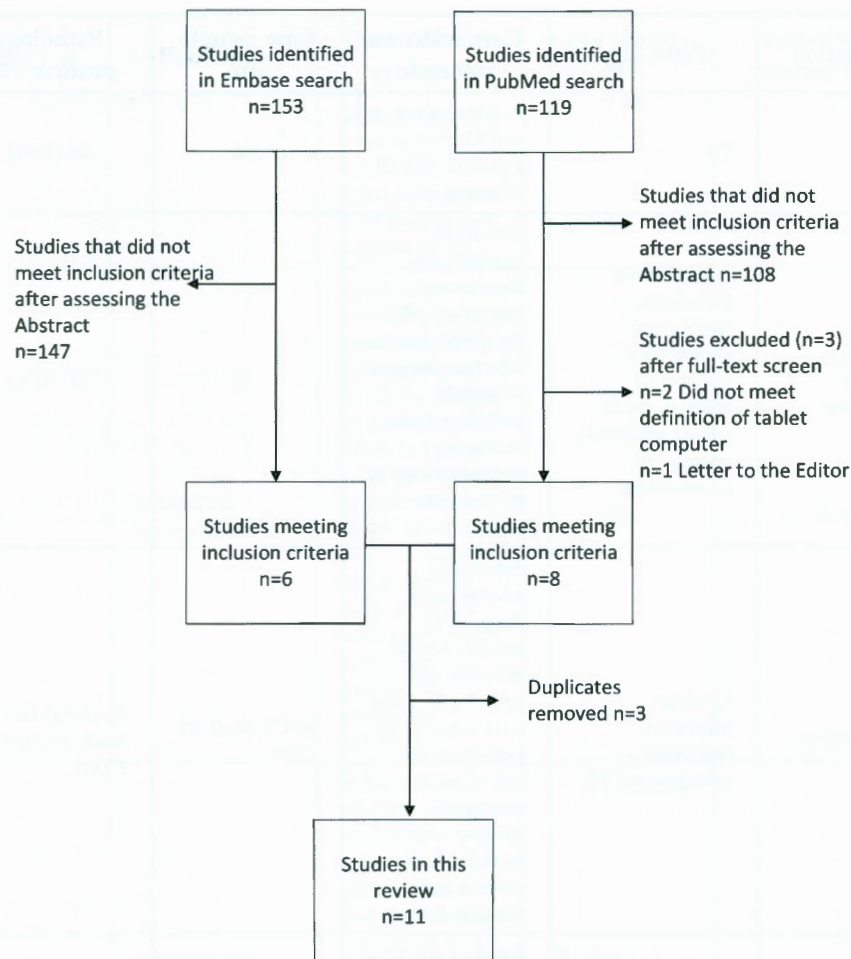 Studies identified
in Embase search
n=153
Studies identified
in PubMed search
n=119
Studies that did not
meet inclusion criteria
after assessing the
Abstract n=108
Studies that did not
meet inclusion criteria
after assessing the
Abstract
n=147
Studies excluded (n=3)
after full-text screen
n=2 Did not meet
definition of tablet
computer
n=1 Letter to the Editor
Studies meeting
inclusion criteria
n=6
Studies meeting
inclusion criteria
n=8
Duplicates
removed n=3
Studies in this
review
n=11